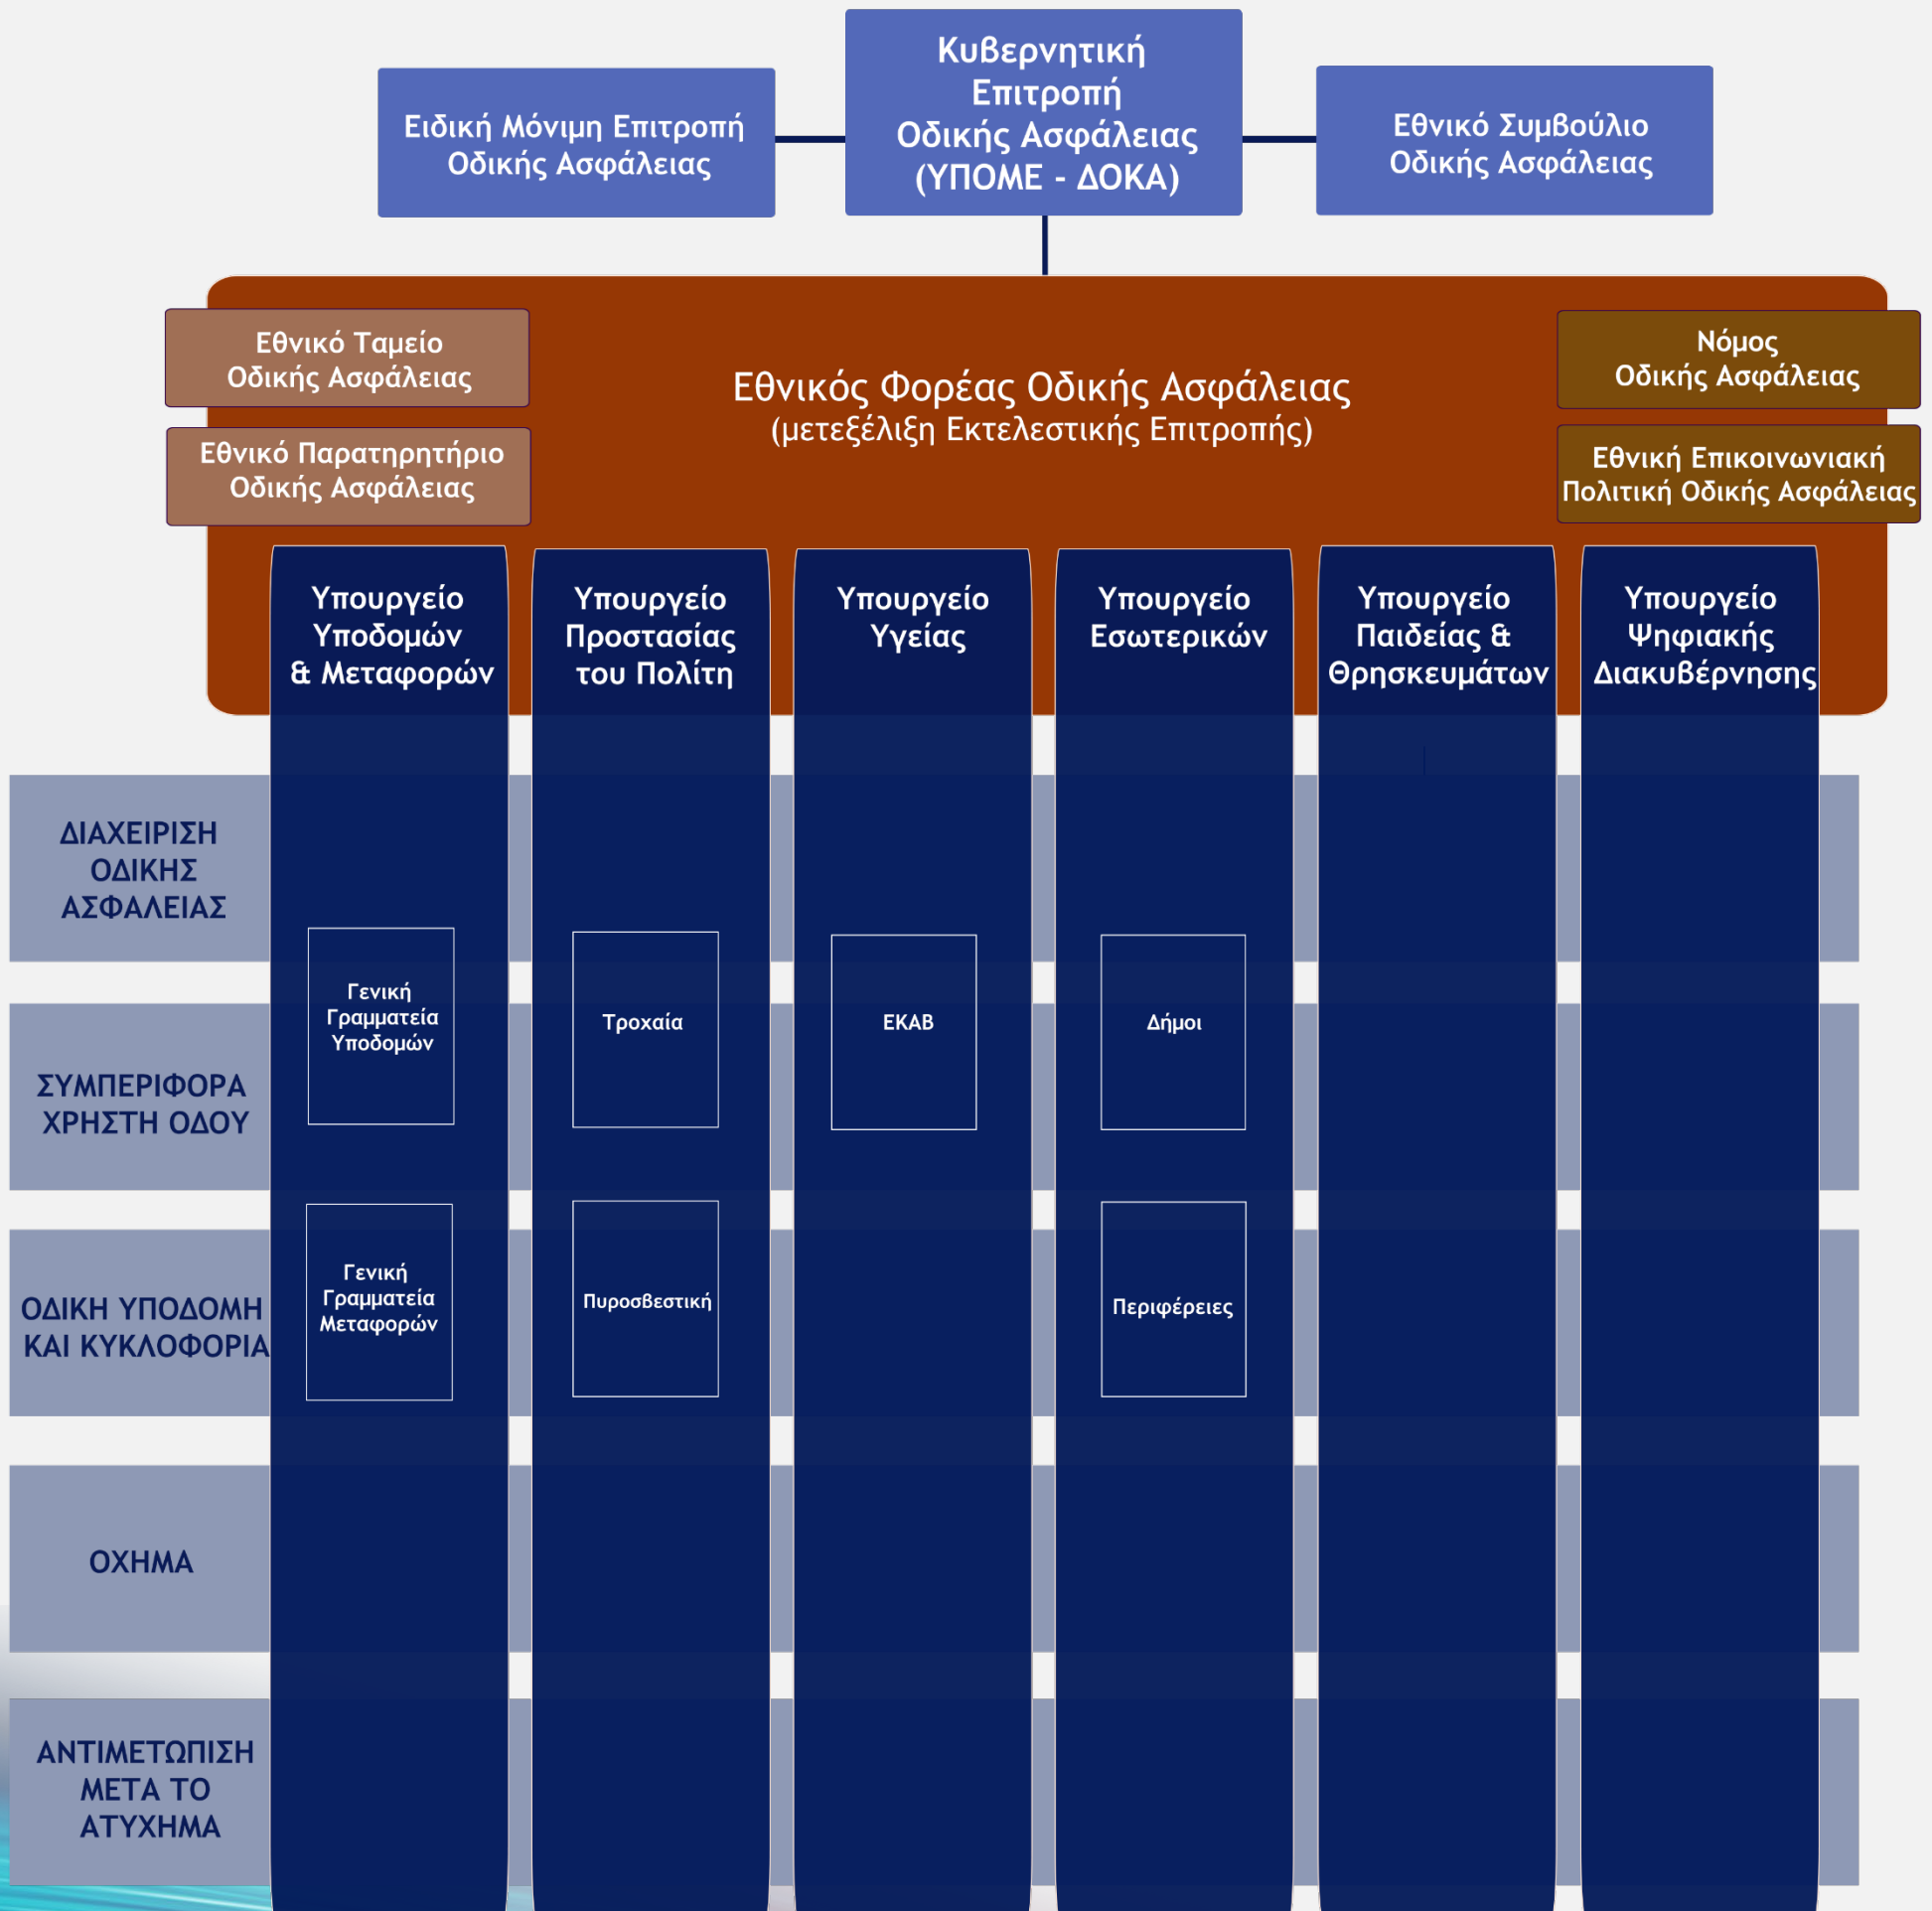 Κυβερνητική
Επιτροπή
Οδικής Ασφάλειας
(ΥΠΟΜΕ - ΔΟΚΑ)
Ειδική Μόνιμη Επιτροπή
Οδικής Ασφάλειας
Εθνικό Συμβούλιο
Οδικής Ασφάλειας
Εθνικό Ταμείο
Οδικής Ασφάλειας
Εθνικό Παρατηρητήριο
Οδικής Ασφάλειας
Εθνικός Φορέας Οδικής Ασφάλειας
(μετεξέλιξη Εκτελεστικής Επιτροπής)
Νόμος
Οδικής Ασφάλειας
Εθνική Επικοινωνιακή
Πολιτική Οδικής Ασφάλειας
Υπουργείο
Υποδομών
& Μεταφορών
Υπουργείο
Προστασίας
του Πολίτη
Υπουργείο
Υγείας
Υπουργείο
Εσωτερικών
Υπουργείο
Παιδείας &
Θρησκευμάτων
Υπουργείο
Ψηφιακής
Διακυβέρνησης
ΔΙΑΧΕΙΡΙΣΗ
ΟΔΙΚΗΣ
ΑΣΦΑΛΕΙΑΣ
Γενική
Γραμματεία
Υποδομών
Τροχαία
ΕΚΑΒ
Δήμοι
ΣΥΜΠΕΡΙΦΟΡΑ
ΧΡΗΣΤΗ ΟΔΟΥ
Γενική
Γραμματεία
Μεταφορών
Πυροσβεστική
Περιφέρειες
ΟΔΙΚΗ ΥΠΟΔΟΜΗ
ΚΑΙ ΚΥΚΛΟΦΟΡΙΑ
ΟΧΗΜΑ
ΑΝΤΙΜΕΤΩΠΙΣΗ
ΜΕΤΑ ΤΟ
ΑΤΥΧΗΜΑ